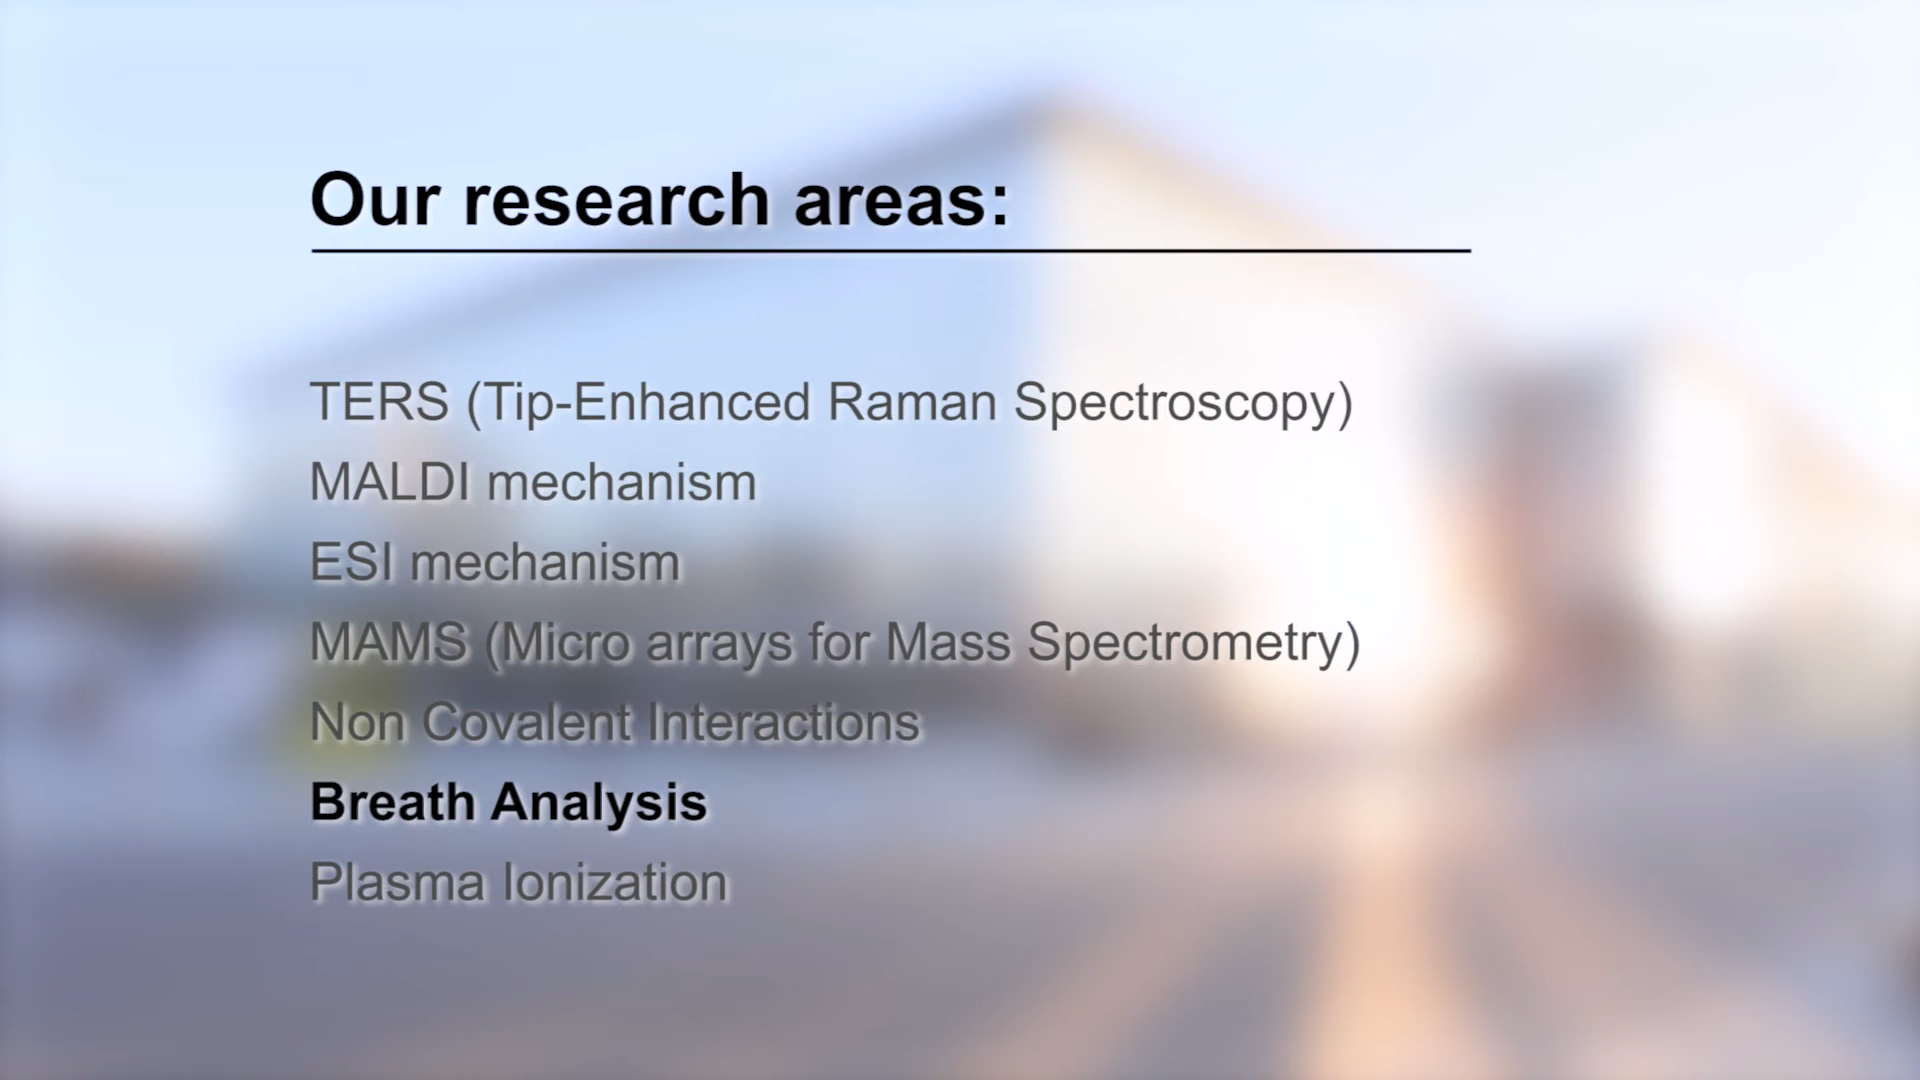 Our research areas:
TERS (Tip-Enhanced Raman Spectroscopy)
MALDI mechanism
ESI mechanism
MAMS (Micro arrays for Mass Spectrometry)
Non Covalent Interactions
Breath Analysis
Plasma Ionization